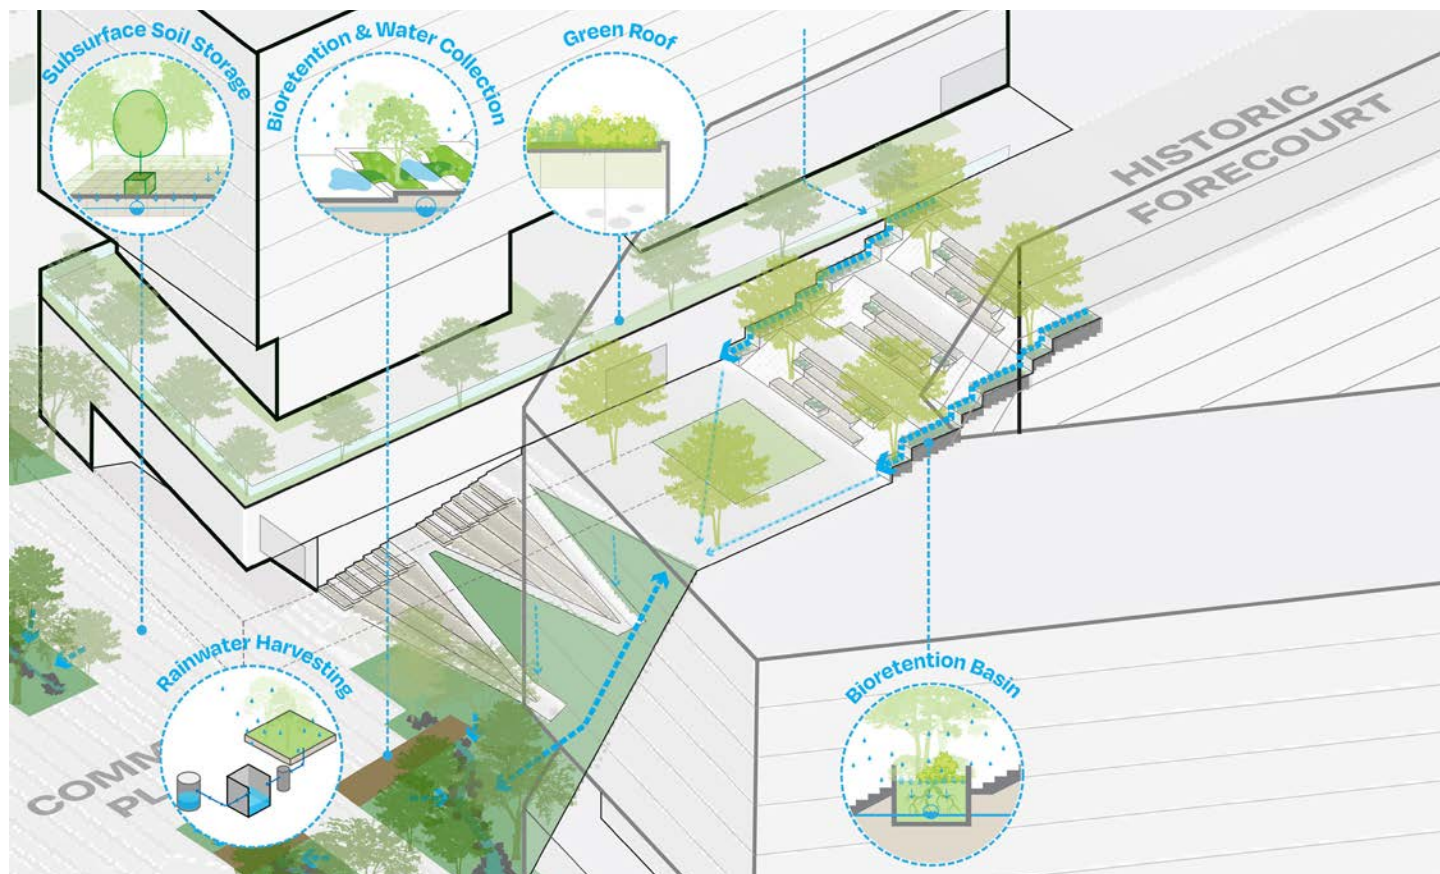 Subsurface Soil Storage
Bioretention & Water Collection
Green Roof
HISTORIC
FORECOURT
Rainwater Harvesting
Bioretention Basin